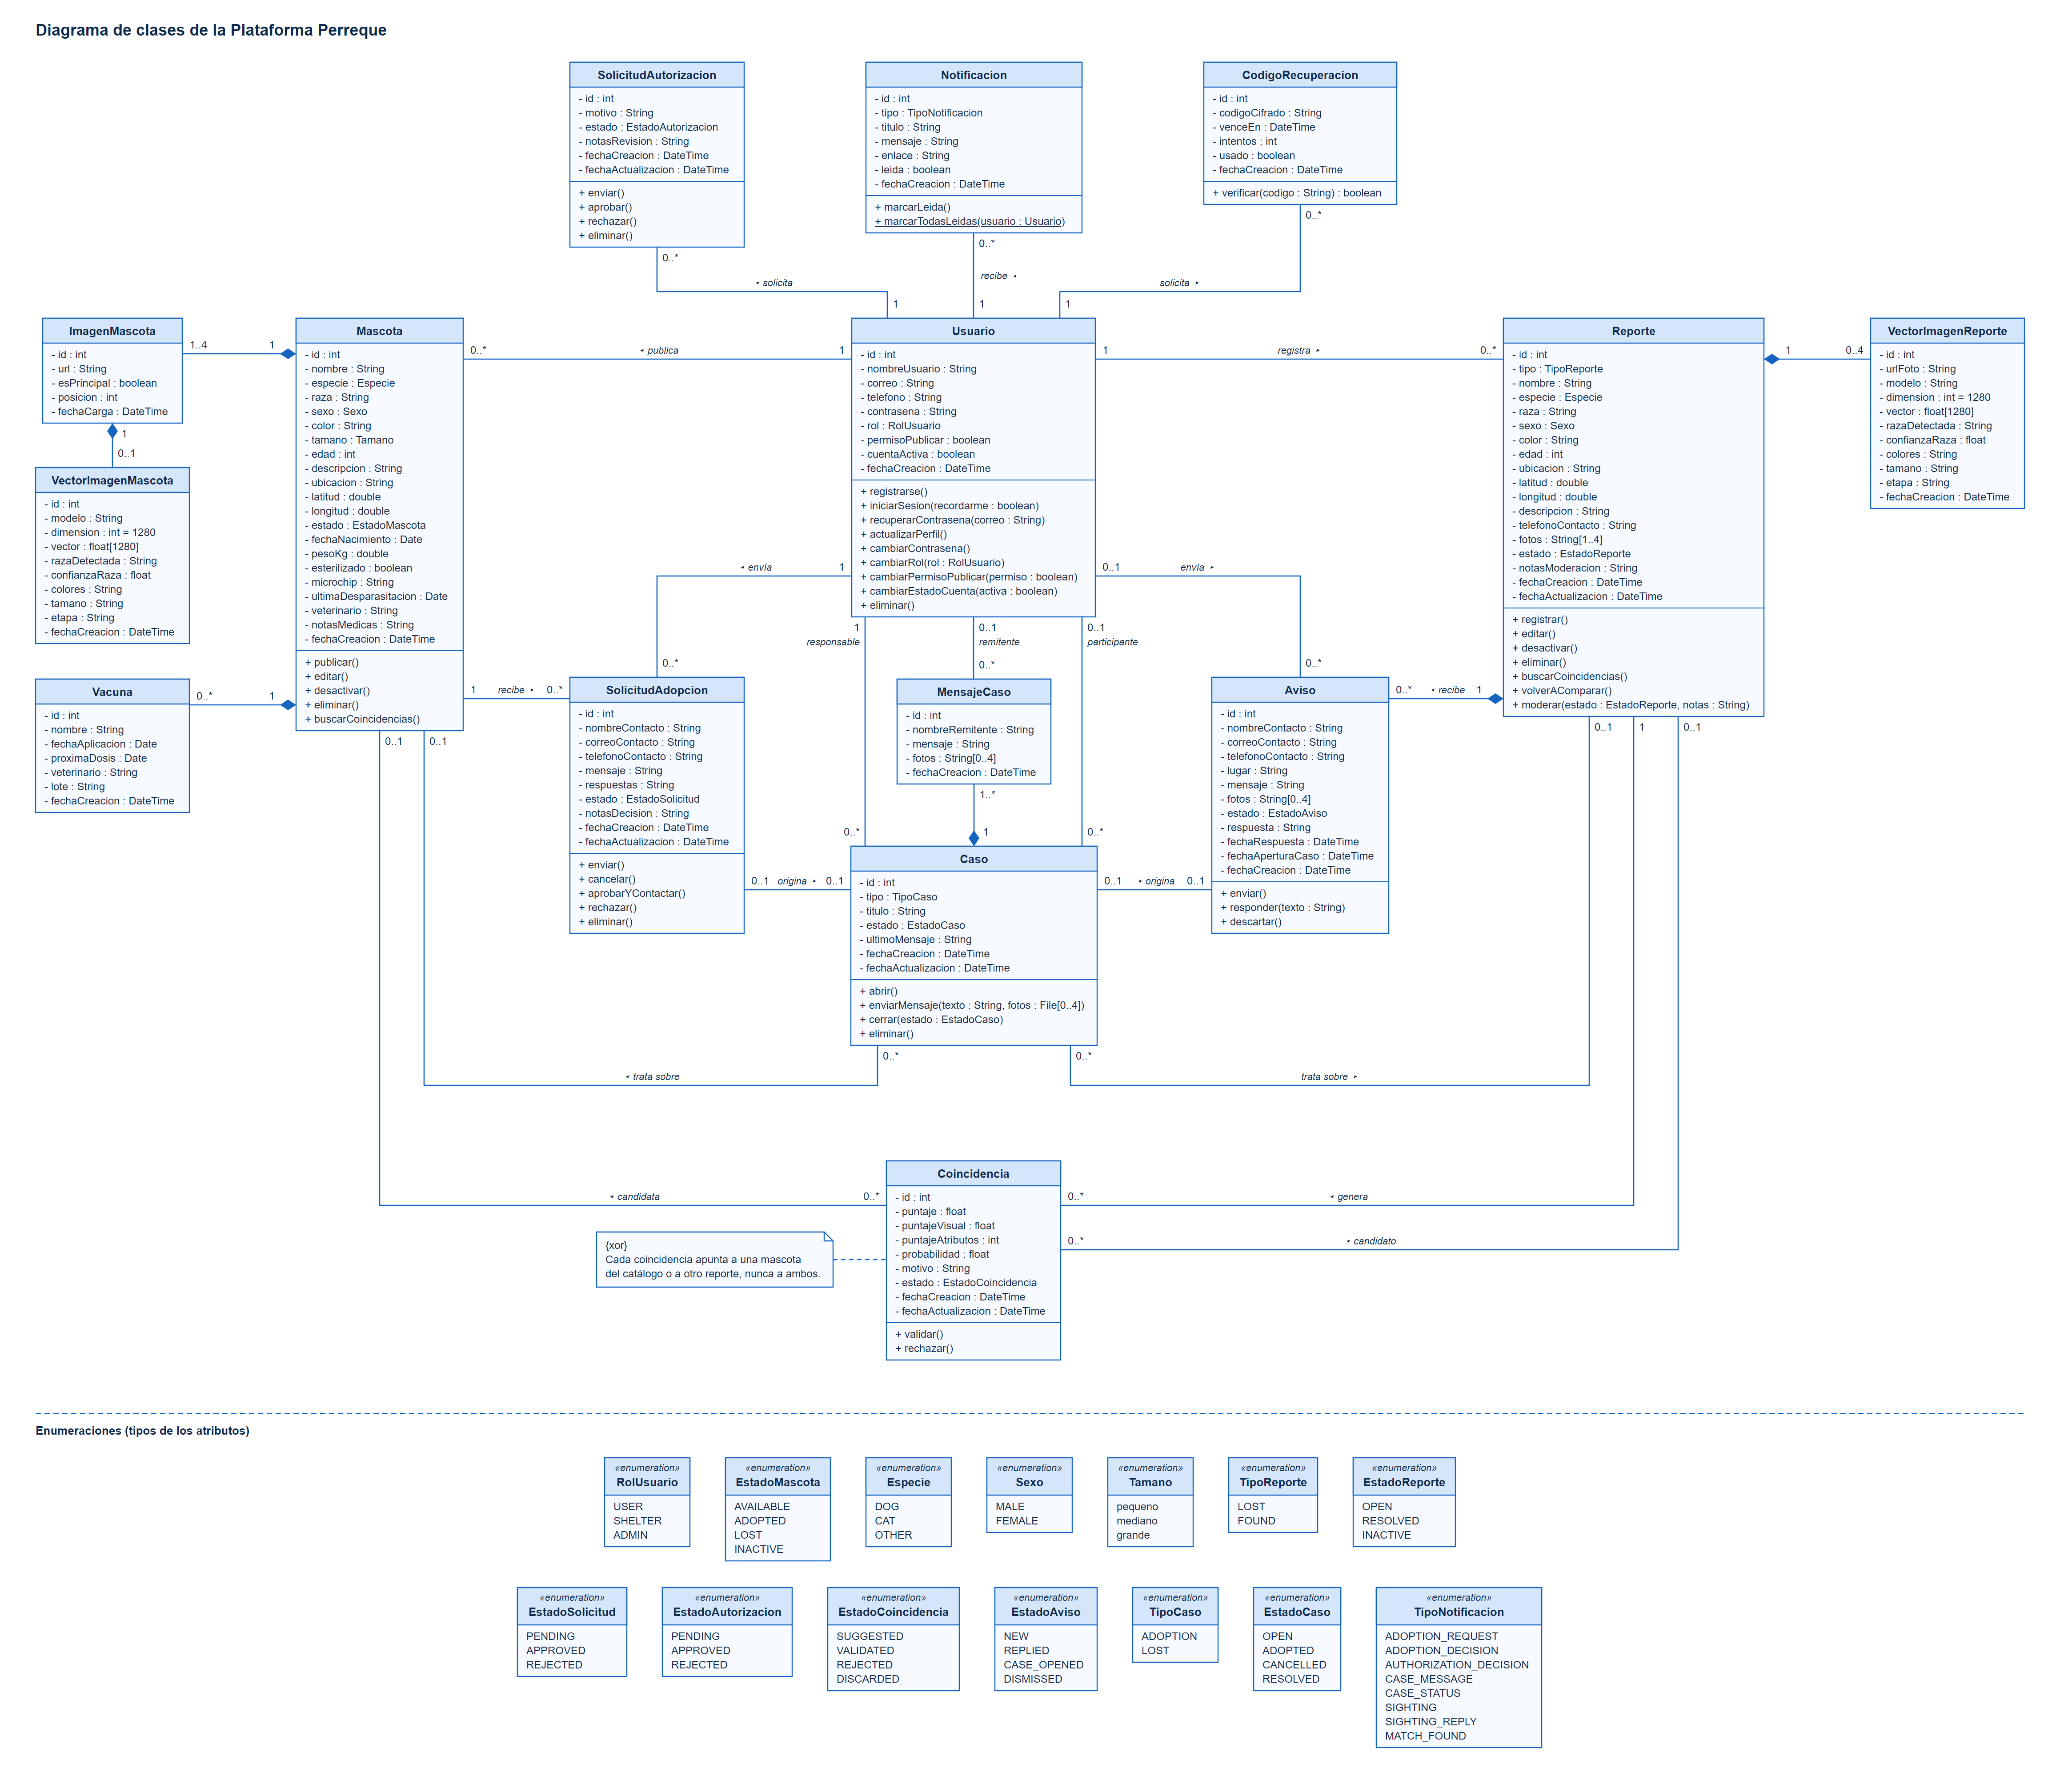 Diagrama de clases de la Plataforma Perreque
SolicitudAutorizacion
- id : int
- motivo : String
- estado : EstadoAutorizacion
- notasRevision : String
- fechaCreacion : DateTime
- fechaActualizacion : DateTime
+ enviar()
+ aprobar()
+ rechazar()
+ eliminar()
0..*
◂ solicita
1
Notificacion
- id : int
- tipo : TipoNotificacion
- titulo : String
- mensaje : String
- enlace : String
- leida : boolean
- fechaCreacion : DateTime
+ marcarLeida()
+ marcarTodasLeidas(usuario : Usuario)
0..*
recibe ▴
1
CodigoRecuperacion
- id : int
- codigoCifrado : String
- venceEn : DateTime
- intentos : int
- usado : boolean
- fechaCreacion : DateTime
+ verificar(codigo : String) : boolean
0..*
solicita ▸
1
ImagenMascota
- id : int
- url : String
- esPrincipal : boolean
- posicion : int
- fechaCarga : DateTime
1..4
1
1
0..1
VectorImagenMascota
- id : int
- modelo : String
- dimension : int = 1280
- vector : float[1280]
- razaDetectada : String
- confianzaRaza : float
- colores : String
- tamano : String
- etapa : String
- fechaCreacion : DateTime
Vacuna
- id : int
- nombre : String
- fechaAplicacion : Date
- proximaDosis : Date
- veterinario : String
- lote : String
- fechaCreacion : DateTime
0..*
1
Mascota
- id : int
- nombre : String
- especie : Especie
- raza : String
- sexo : Sexo
- color : String
- tamano : Tamano
- edad : int
- descripcion : String
- ubicacion : String
- latitud : double
- longitud : double
- estado : EstadoMascota
- fechaNacimiento : Date
- pesoKg : double
- esterilizado : boolean
- microchip : String
- ultimaDesparasitacion : Date
- veterinario : String
- notasMedicas : String
- fechaCreacion : DateTime
+ publicar()
+ editar()
+ desactivar()
+ eliminar()
+ buscarCoincidencias()
0..*
◂ publica
1
Usuario
- id : int
- nombreUsuario : String
- correo : String
- telefono : String
- contrasena : String
- rol : RolUsuario
- permisoPublicar : boolean
- cuentaActiva : boolean
- fechaCreacion : DateTime
+ registrarse()
+ iniciarSesion(recordarme : boolean)
+ recuperarContrasena(correo : String)
+ actualizarPerfil()
+ cambiarContrasena()
+ cambiarRol(rol : RolUsuario)
+ cambiarPermisoPublicar(permiso : boolean)
+ cambiarEstadoCuenta(activa : boolean)
+ eliminar()
1
registra ▸
0..*
Reporte
- id : int
- tipo : TipoReporte
- nombre : String
- especie : Especie
- raza : String
- sexo : Sexo
- color : String
- edad : int
- ubicacion : String
- latitud : double
- longitud : double
- descripcion : String
- telefonoContacto : String
- fotos : String[1..4]
- estado : EstadoReporte
- notasModeracion : String
- fechaCreacion : DateTime
- fechaActualizacion : DateTime
+ registrar()
+ editar()
+ desactivar()
+ eliminar()
+ buscarCoincidencias()
+ volverAComparar()
+ moderar(estado : EstadoReporte, notas : String)
1
0..4
VectorImagenReporte
- id : int
- urlFoto : String
- modelo : String
- dimension : int = 1280
- vector : float[1280]
- razaDetectada : String
- confianzaRaza : float
- colores : String
- tamano : String
- etapa : String
- fechaCreacion : DateTime
◂ envia
1
0..*
0..1
envia ▸
0..*
1
responsable
0..1
remitente
0..*
0..1
participante
1
recibe ▸
0..*
SolicitudAdopcion
- id : int
- nombreContacto : String
- correoContacto : String
- telefonoContacto : String
- mensaje : String
- respuestas : String
- estado : EstadoSolicitud
- notasDecision : String
- fechaCreacion : DateTime
- fechaActualizacion : DateTime
+ enviar()
+ cancelar()
+ aprobarYContactar()
+ rechazar()
+ eliminar()
MensajeCaso
- id : int
- nombreRemitente : String
- mensaje : String
- fotos : String[0..4]
- fechaCreacion : DateTime
1..*
1
0..*
0..*
Aviso
- id : int
- nombreContacto : String
- correoContacto : String
- telefonoContacto : String
- lugar : String
- mensaje : String
- fotos : String[0..4]
- estado : EstadoAviso
- respuesta : String
- fechaRespuesta : DateTime
- fechaAperturaCaso : DateTime
- fechaCreacion : DateTime
+ enviar()
+ responder(texto : String)
+ descartar()
0..*
◂ recibe
1
0..1
origina ▸
0..1
Caso
- id : int
- tipo : TipoCaso
- titulo : String
- estado : EstadoCaso
- ultimoMensaje : String
- fechaCreacion : DateTime
- fechaActualizacion : DateTime
+ abrir()
+ enviarMensaje(texto : String, fotos : File[0..4])
+ cerrar(estado : EstadoCaso)
+ eliminar()
0..1
◂ origina
0..1
0..1
0..1
0..1
1
0..1
0..*
0..*
◂ trata sobre
trata sobre ▸
Coincidencia
- id : int
- puntaje : float
- puntajeVisual : float
- puntajeAtributos : int
- probabilidad : float
- motivo : String
- estado : EstadoCoincidencia
- fechaCreacion : DateTime
- fechaActualizacion : DateTime
+ validar()
+ rechazar()
◂ candidata
0..*
0..*
◂ genera
0..*
◂ candidato
{xor}
Cada coincidencia apunta a una mascota
del catálogo o a otro reporte, nunca a ambos.
Enumeraciones (tipos de los atributos)
«enumeration»
RolUsuario
USER
SHELTER
ADMIN
«enumeration»
EstadoMascota
AVAILABLE
ADOPTED
LOST
INACTIVE
«enumeration»
Especie
DOG
CAT
OTHER
«enumeration»
Sexo
MALE
FEMALE
«enumeration»
Tamano
pequeno
mediano
grande
«enumeration»
TipoReporte
LOST
FOUND
«enumeration»
EstadoReporte
OPEN
RESOLVED
INACTIVE
«enumeration»
EstadoSolicitud
PENDING
APPROVED
REJECTED
«enumeration»
EstadoAutorizacion
PENDING
APPROVED
REJECTED
«enumeration»
EstadoCoincidencia
SUGGESTED
VALIDATED
REJECTED
DISCARDED
«enumeration»
EstadoAviso
NEW
REPLIED
CASE_OPENED
DISMISSED
«enumeration»
TipoCaso
ADOPTION
LOST
«enumeration»
EstadoCaso
OPEN
ADOPTED
CANCELLED
RESOLVED
«enumeration»
TipoNotificacion
ADOPTION_REQUEST
ADOPTION_DECISION
AUTHORIZATION_DECISION
CASE_MESSAGE
CASE_STATUS
SIGHTING
SIGHTING_REPLY
MATCH_FOUND